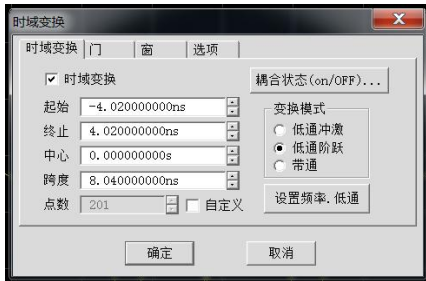 时域变换
时域变换 门 窗 选项
时域变换 耦合状态(on/OFF)...
起始 -4.020000000ns 变换模式
终止 4.020000000ns 低通冲激
中心 0.000000000s 低通阶跃
跨度 8.040000000ns 带通
点数 201 自定义 设置频率.低通
确定 取消